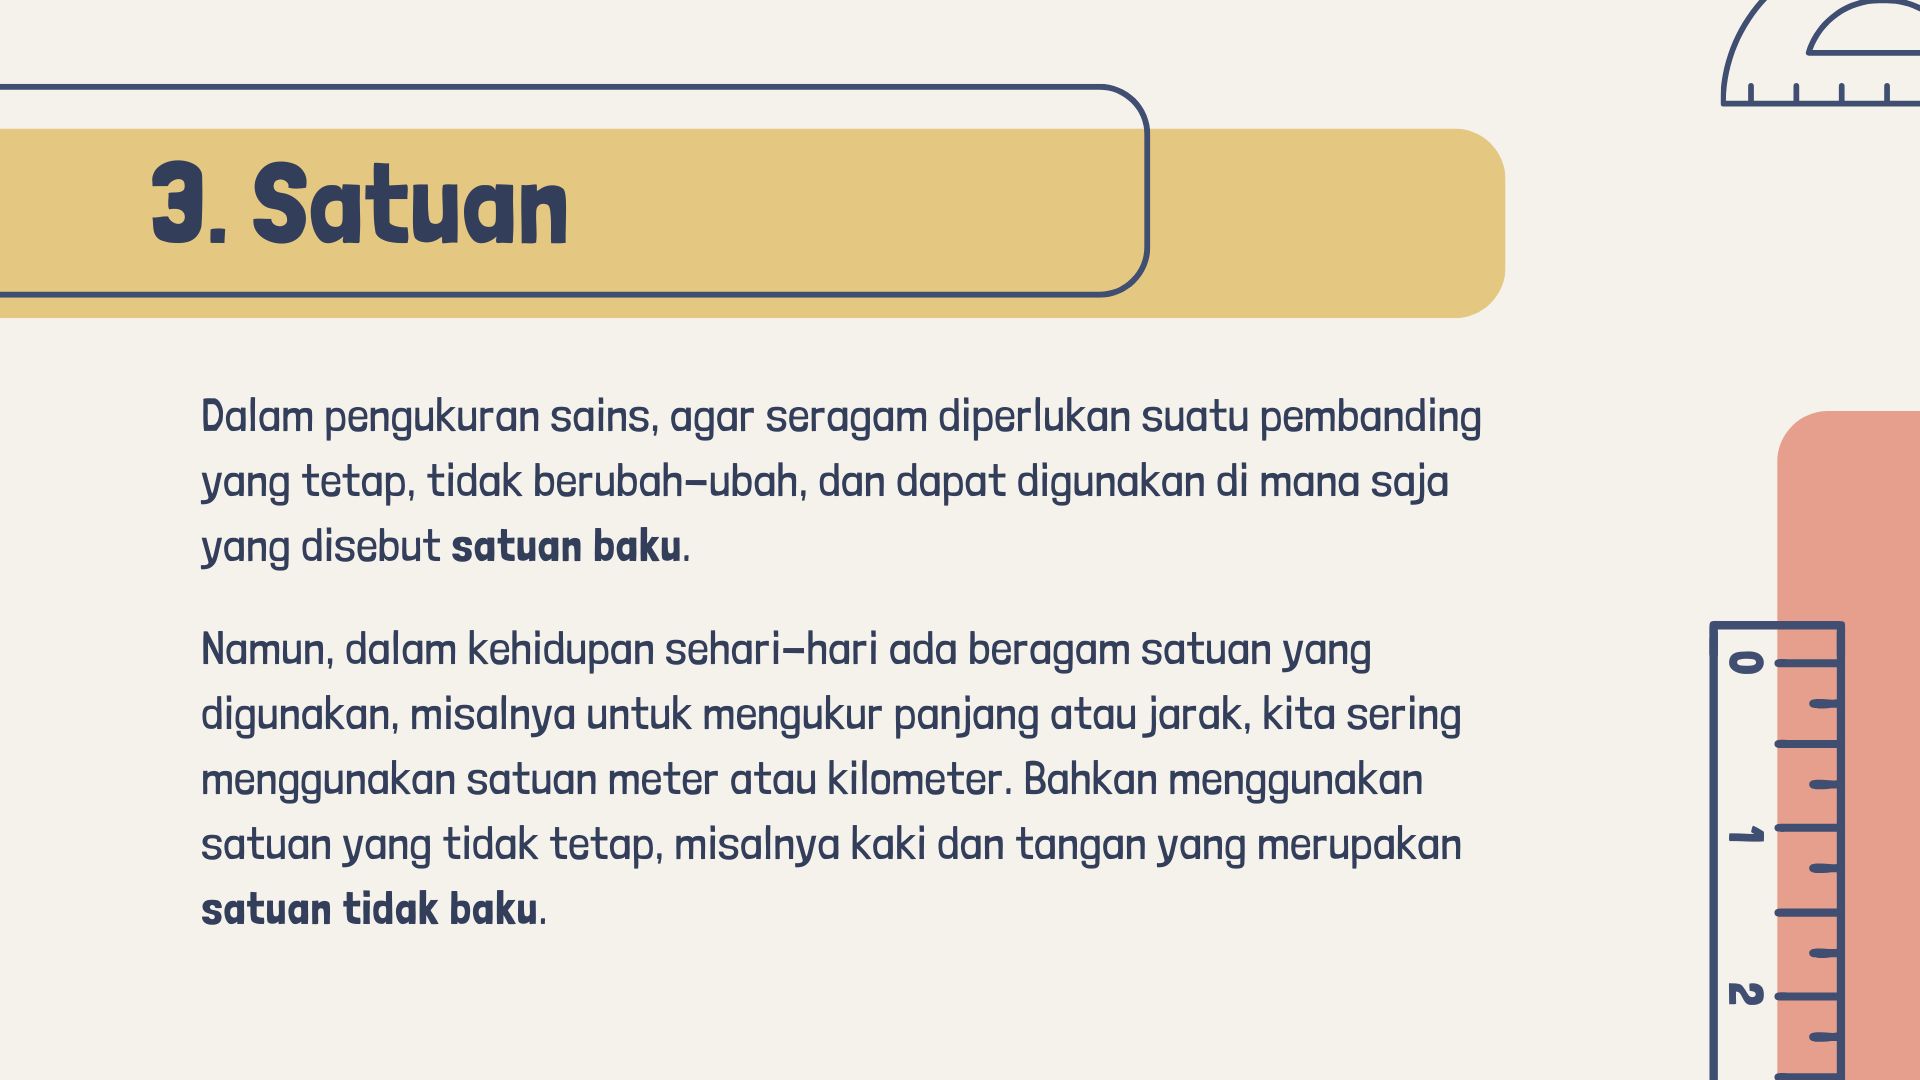 3. Satuan
Dalam pengukuran sains, agar seragam diperlukan suatu pembanding
yang tetap, tidak berubah-ubah, dan dapat digunakan di mana saja
yang disebut satuan baku.
Namun, dalam kehidupan sehari-hari ada beragam satuan yang
digunakan, misalnya untuk mengukur panjang atau jarak, kita sering
menggunakan satuan meter atau kilometer. Bahkan menggunakan
satuan yang tidak tetap, misalnya kaki dan tangan yang merupakan
satuan tidak baku.
0
1
2